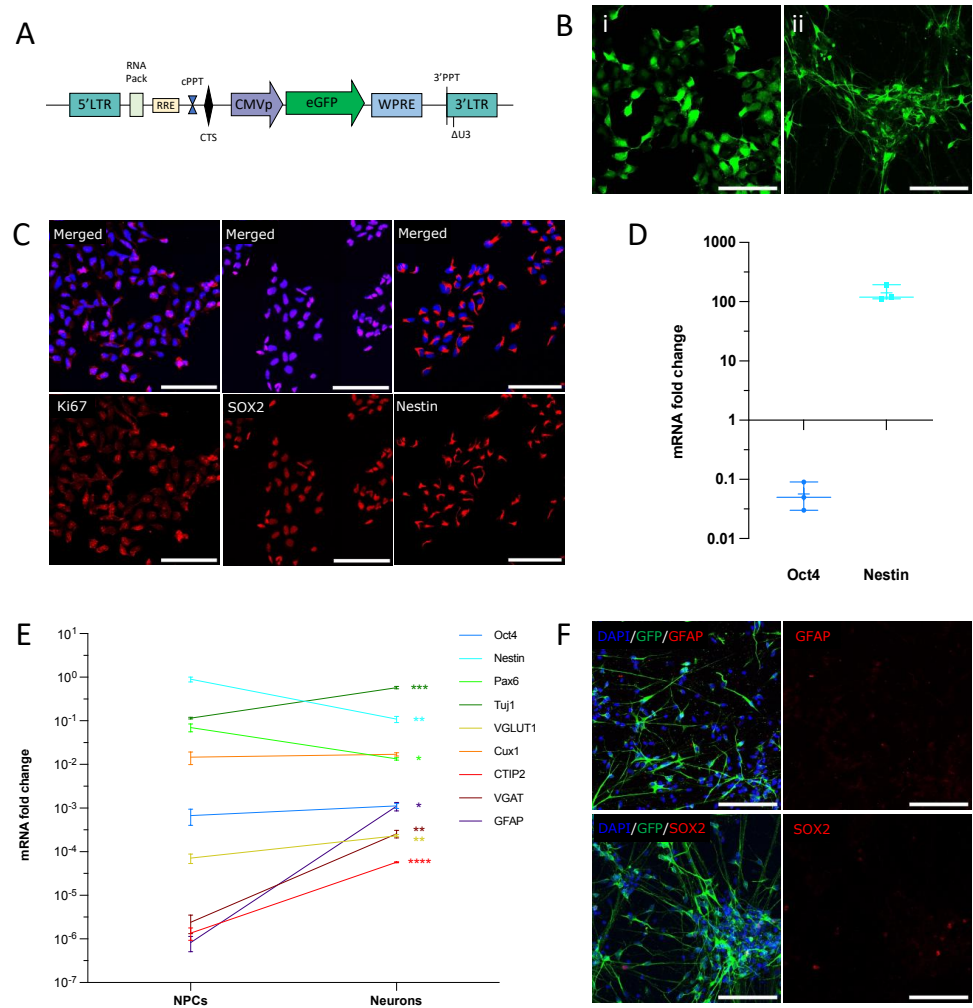 A
RNA
Pack
cPPT
3'PPT
5'LTR
RRE
CMVp
eGFP
WPRE
3'LTR
CTS
ΔU3
B
i
ii
C
Merged
Merged
Merged
Ki67
SOX2
Nestin
D
mRNA fold change
1000
100
10
1
0.1
0.01
Oct4
Nestin
E
mRNA fold change
10¹
10⁰
10⁻¹
10⁻²
10⁻³
10⁻⁴
10⁻⁵
10⁻⁶
10⁻⁷
NPCs
Neurons
***
**
*
*
**
**
****
Oct4
Nestin
Pax6
Tuj1
VGLUT1
Cux1
CTIP2
VGAT
GFAP
F
DAPI/GFP/GFAP
GFAP
DAPI/GFP/SOX2
SOX2